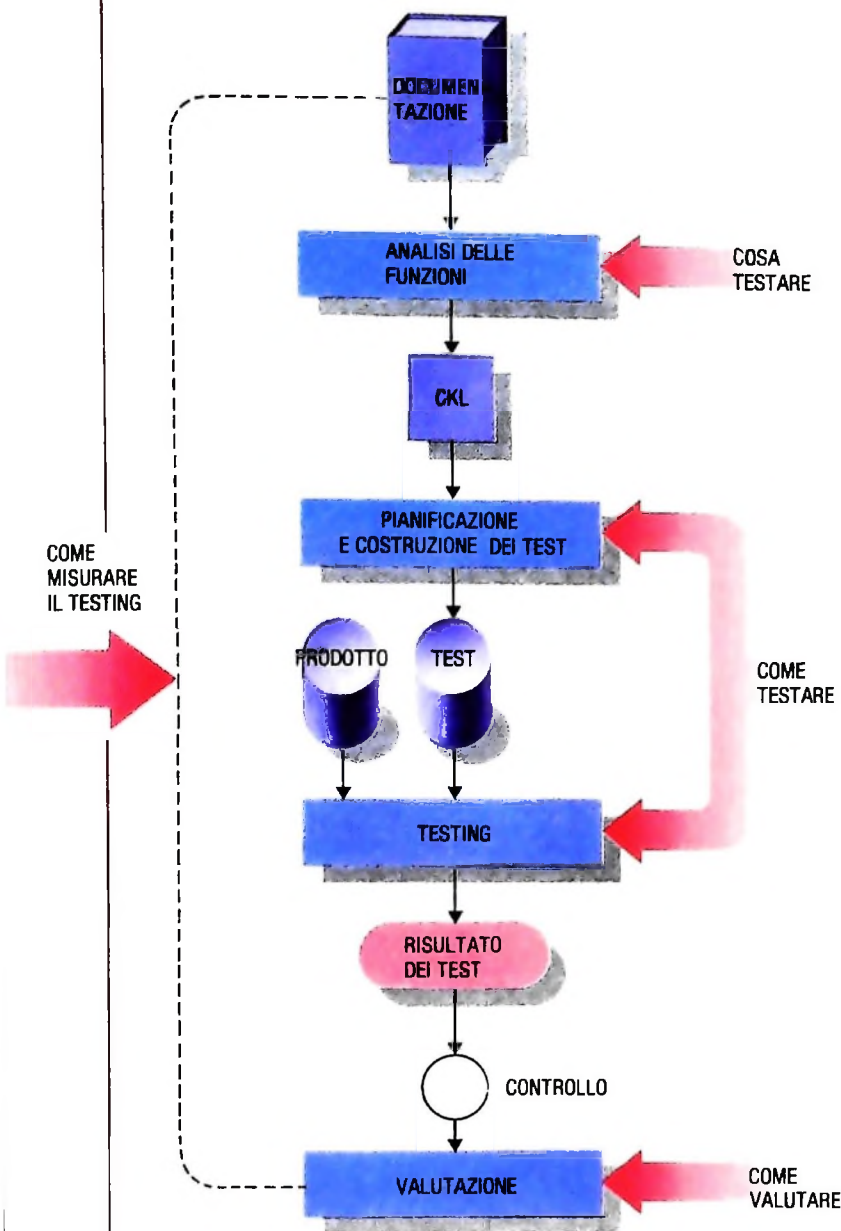 DOCUMEN
TAZIONE
ANALISI DELLE
FUNZIONI
COSA
TESTARE
CKL
PIANIFICAZIONE
E COSTRUZIONE DEI TEST
COME
MISURARE
IL TESTING
PRODOTTO
TEST
COME
TESTARE
TESTING
RISULTATO
DEI TEST
CONTROLLO
VALUTAZIONE
COME
VALUTARE